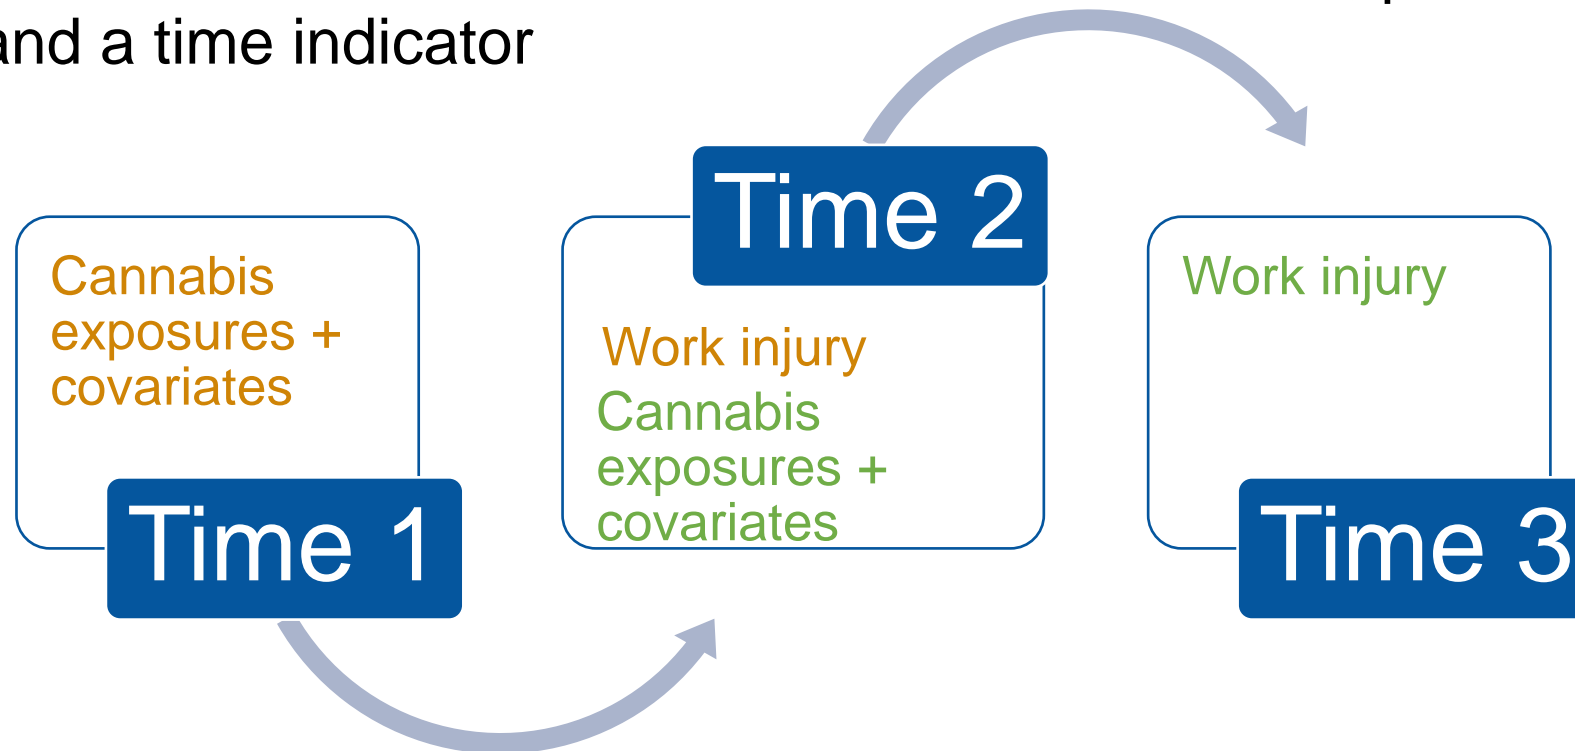 and a time indicator
Time 2
Cannabis
exposures +
covariates
Time 1
Work injury
Cannabis
exposures +
covariates
Work injury
Time 3